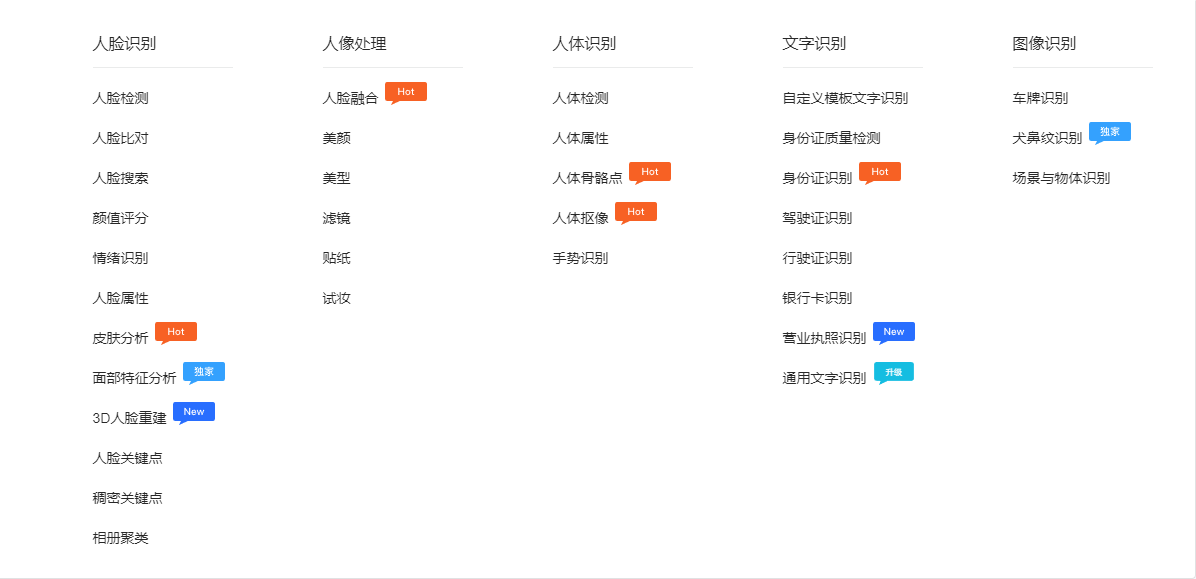 人脸识别
人脸检测
人脸比对
人脸搜索
颜值评分
情绪识别
人脸属性
皮肤分析 Hot
面部特征分析 独家
3D人脸重建 New
人脸关键点
稠密关键点
相册聚类
人像处理
人脸融合 Hot
美颜
美型
滤镜
贴纸
试妆
人体识别
人体检测
人体属性
人体骨骼点 Hot
人体抠像 Hot
手势识别
文字识别
自定义模板文字识别
身份证质量检测
身份证识别 Hot
驾驶证识别
行驶证识别
银行卡识别
营业执照识别 New
通用文字识别 升级
图像识别
车牌识别
犬鼻纹识别 独家
场景与物体识别